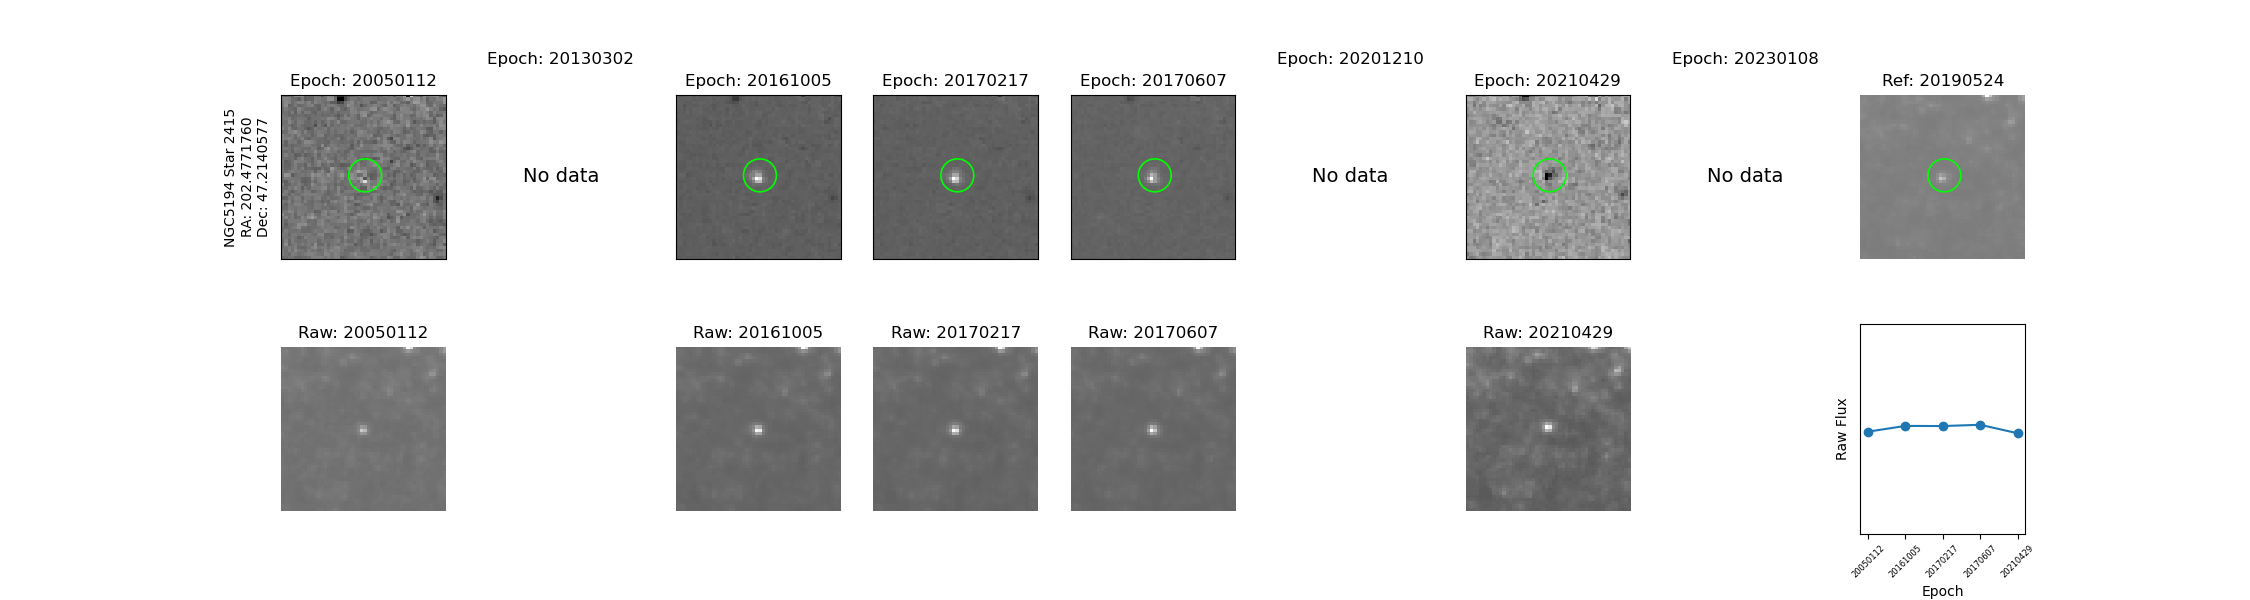 Epoch: 20050112
Epoch: 20130302
Epoch: 20161005
Epoch: 20170217
Epoch: 20170607
Epoch: 20201210
Epoch: 20210429
Epoch: 20230108
Ref: 20190524
NGC5194 Star 2415
RA: 202.4771760
Dec: 47.2140577
No data
No data
No data
Raw: 20050112
Raw: 20161005
Raw: 20170217
Raw: 20170607
Raw: 20210429
Raw Flux
20050112
20161005
20170217
20170607
20210429
Epoch